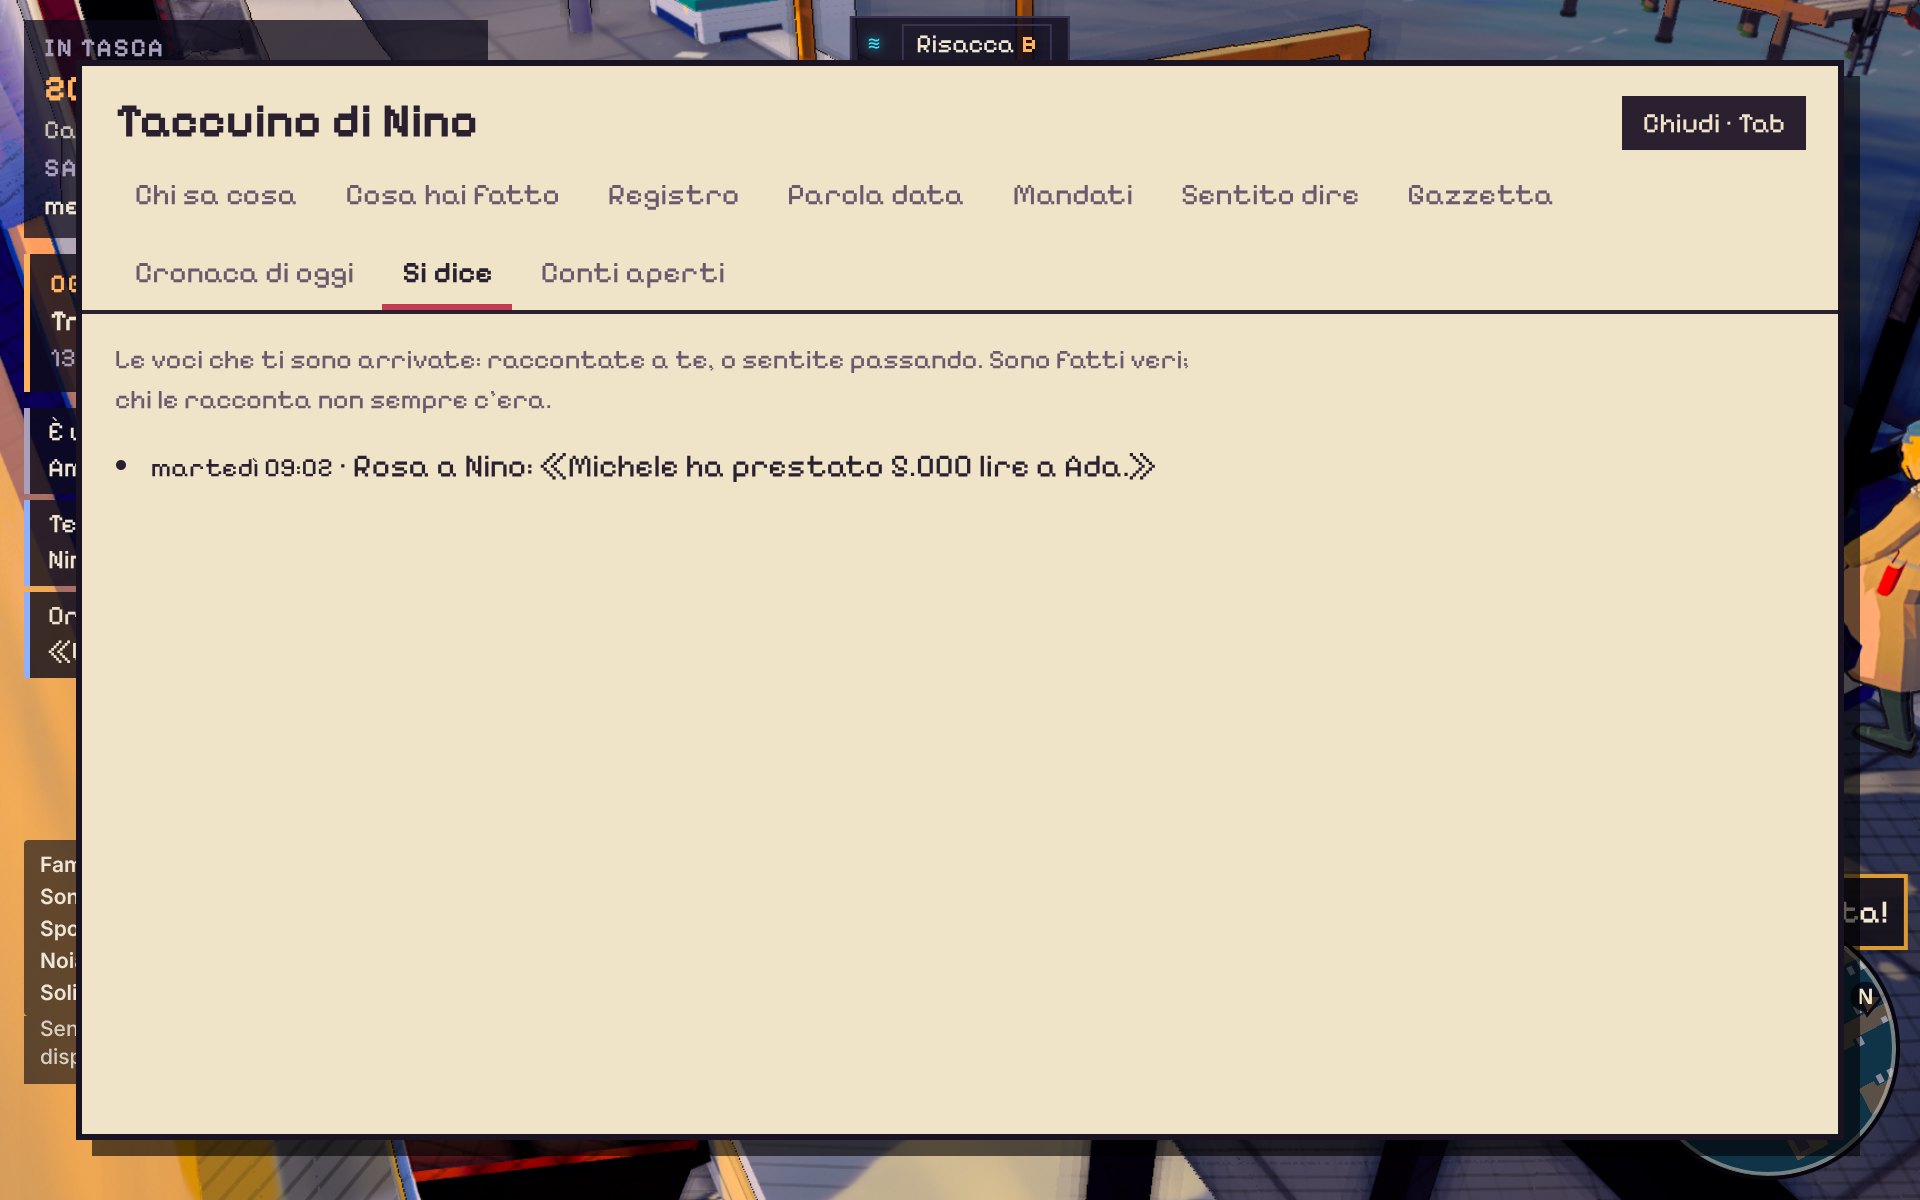 IN TASCA
Risacca B
Taccuino di Nino
Chiudi · Tab
Chi sa cosa
Cosa hai fatto
Registro
Parola data
Mandati
Sentito dire
Gazzetta
Cronaca di oggi
Si dice
Conti aperti
Le voci che ti sono arrivate: raccontate a te, o sentite passando. Sono fatti veri;
chi le racconta non sempre c'era.
• martedì 09:02 · Rosa a Nino: «Michele ha prestato 8.000 lire a Ada.»
N